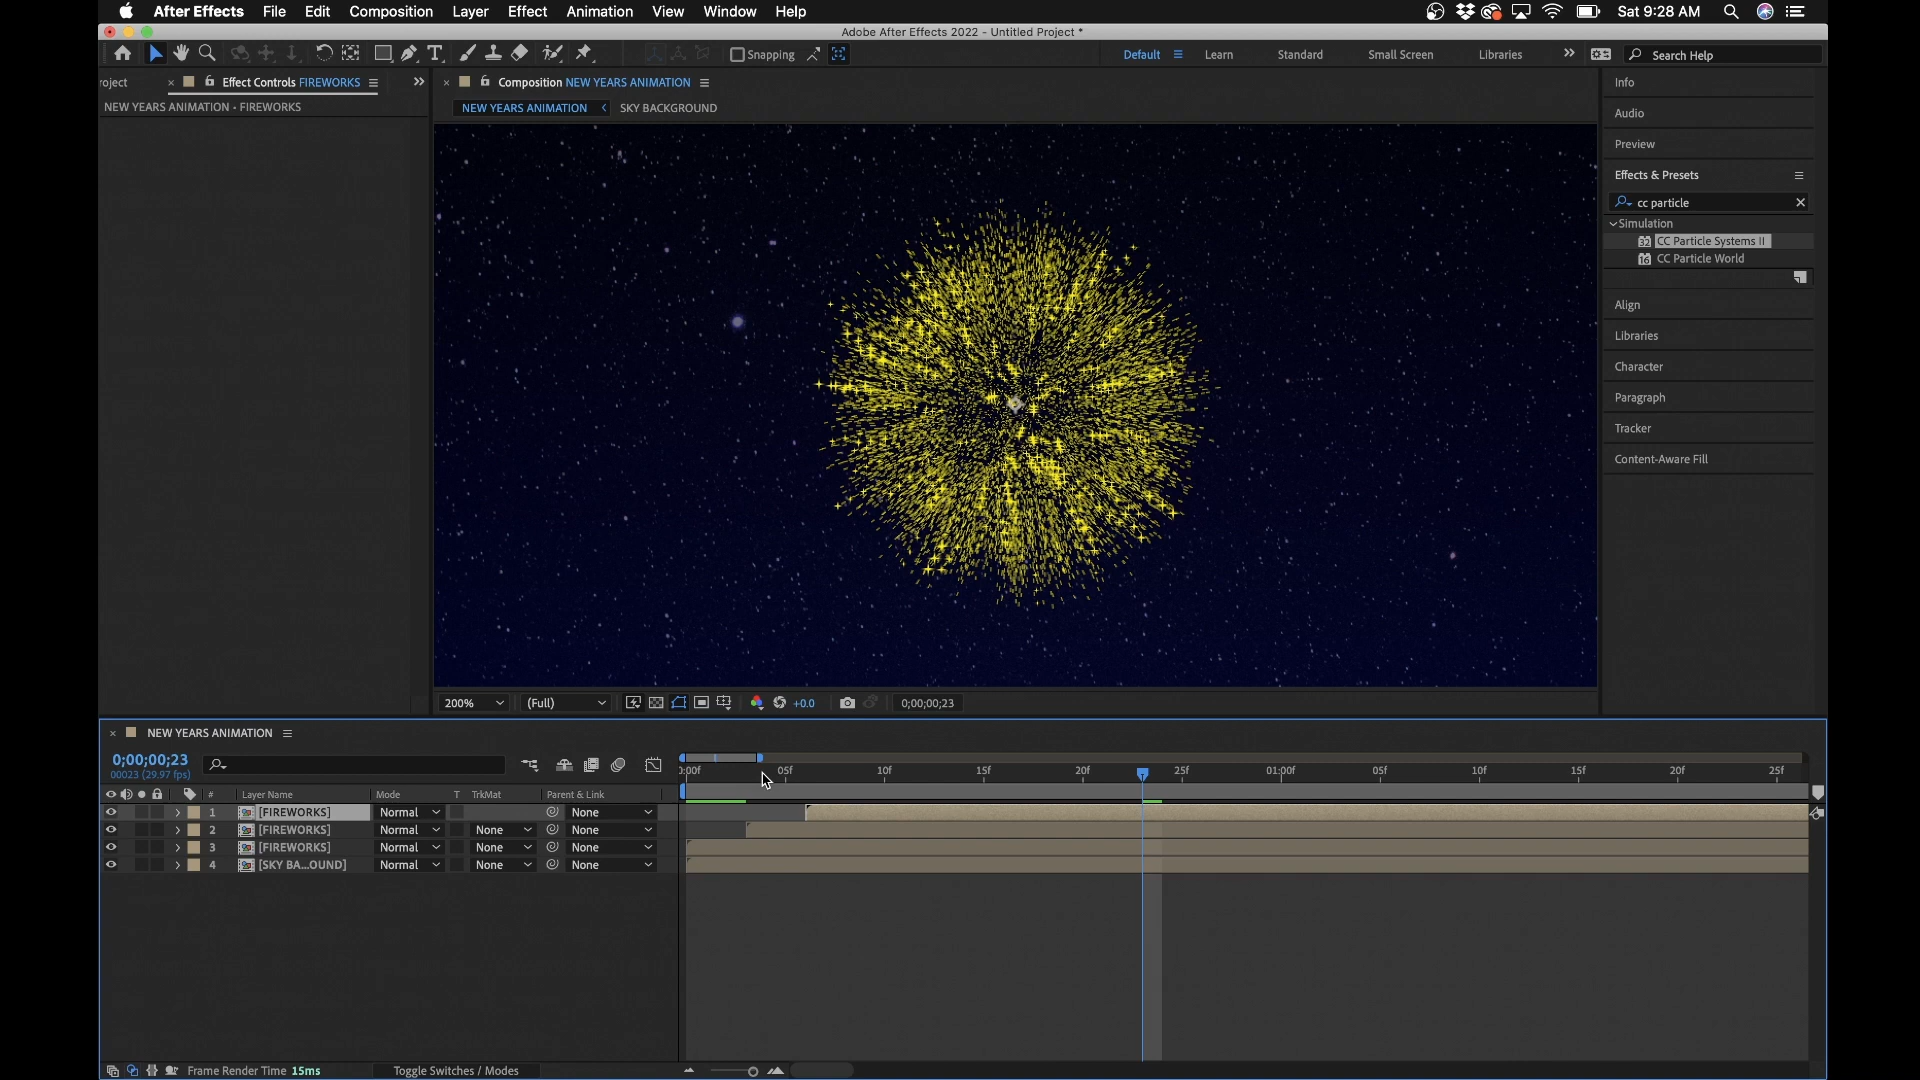 After Effects File Edit Composition Layer Effect Animation View Window Help Sat 9:28 AM
Adobe After Effects 2022 - Untitled Project *
Snapping Default Learn Standard Small Screen Libraries Search Help
roject Effect Controls FIREWORKS Composition NEW YEARS ANIMATION Info
NEW YEARS ANIMATION • FIREWORKS NEW YEARS ANIMATION SKY BACKGROUND
Audio
Preview
Effects & Presets
cc particle
Simulation
32 CC Particle Systems II
16 CC Particle World
Align
Libraries
Character
Paragraph
Tracker
Content-Aware Fill
200% (Full) +0.0 0;00;00;23
NEW YEARS ANIMATION
0;00;00;23
00023 (29.97 fps)
0:00f 05f 10f 15f 20f 25f 01:00f 05f 10f 15f 20f 25f
# Layer Name Mode T TrkMat Parent & Link
1 [FIREWORKS] Normal None
2 [FIREWORKS] Normal None None
3 [FIREWORKS] Normal None None
4 [SKY BA...OUND] Normal None None
Frame Render Time 15ms Toggle Switches / Modes